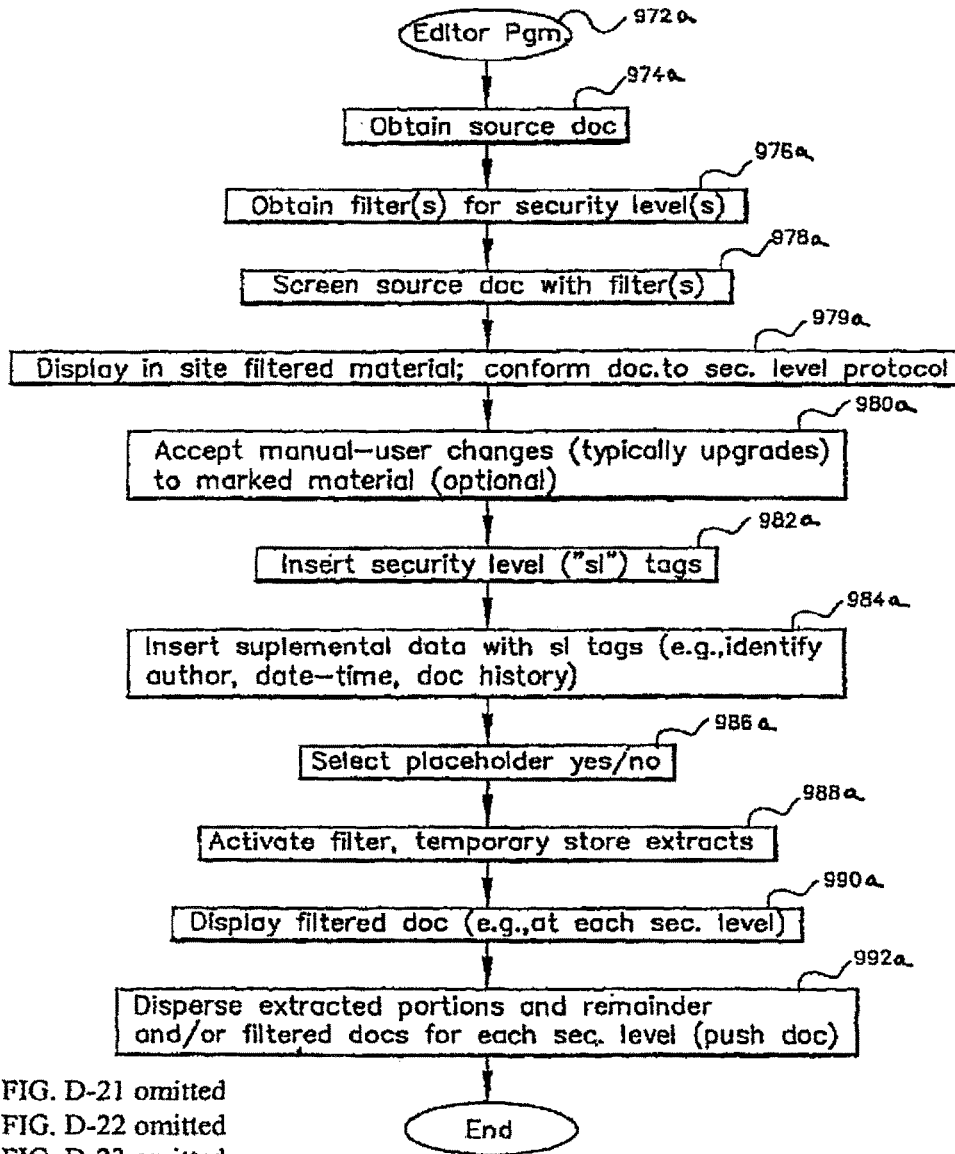 972a
Editor Pgm.
974a
Obtain source doc
976a
Obtain filter(s) for security level(s)
978a
Screen source doc with filter(s)
979a
Display in site filtered material; conform doc.to sec. level protocol
980a
Accept manual-user changes (typically upgrades)
to marked material (optional)
982a
Insert security level ("sl") tags
984a
Insert suplemental data with sl tags (e.g.,identify
author, date-time, doc history)
986a
Select placeholder yes/no
988a
Activate filter, temporary store extracts
990a
Display filtered doc (e.g.,at each sec. level)
992a
Disperse extracted portions and remainder
and/or filtered docs for each sec. level (push doc)
FIG. D-21 omitted
FIG. D-22 omitted
FIG. D-23 omitted
End